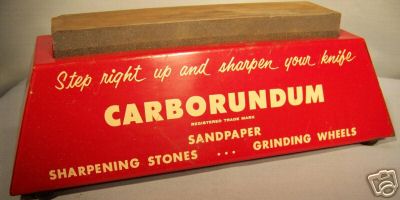 Step right up and sharpen your knife
CARBORUNDUM
REGISTERED TRADE MARK
SANDPAPER
SHARPENING STONES ... GRINDING WHEELS